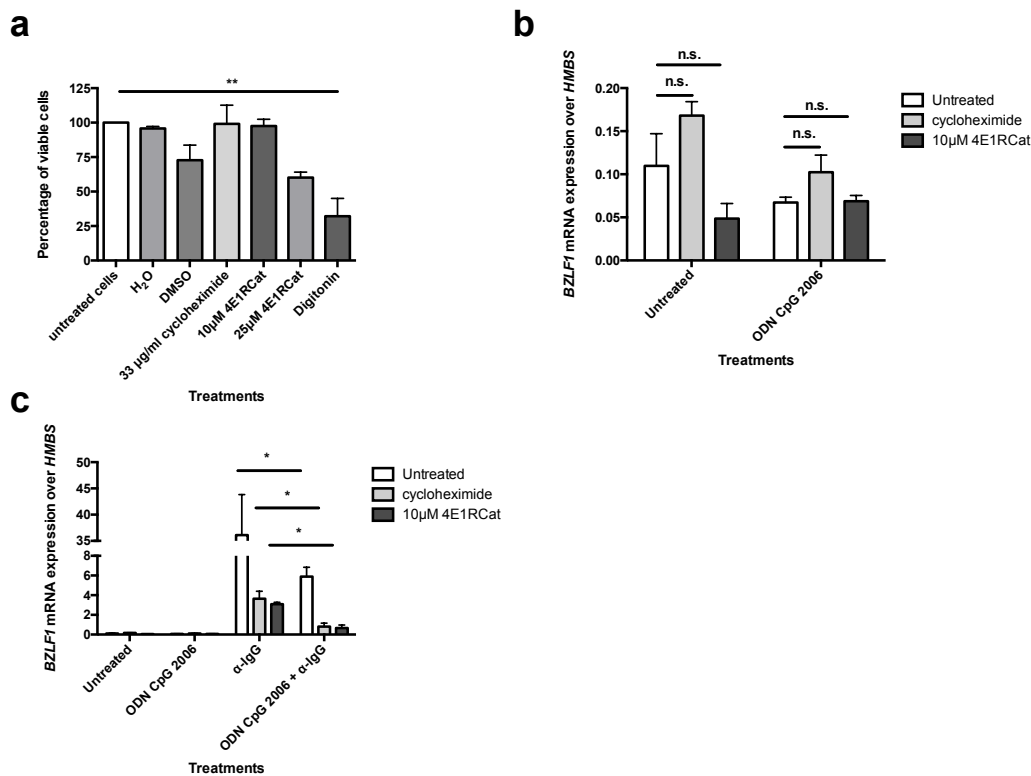 a
Percentage of viable cells
125
100
75
50
25
0
**
untreated cells
H2O
DMSO
33 µg/ml cycloheximide
10µM 4E1RCat
25µM 4E1RCat
Digitonin
Treatments
b
BZLF1 mRNA expression over HMBS
0.20
0.15
0.10
0.05
0.00
n.s.
n.s.
n.s.
n.s.
Untreated
cycloheximide
10µM 4E1RCat
Untreated
ODN CpG 2006
Treatments
c
BZLF1 mRNA expression over HMBS
50
45
40
35
8
6
4
2
0
*
*
*
Untreated
cycloheximide
10µM 4E1RCat
Untreated
ODN CpG 2006
α-IgG
ODN CpG 2006 + α-IgG
Treatments